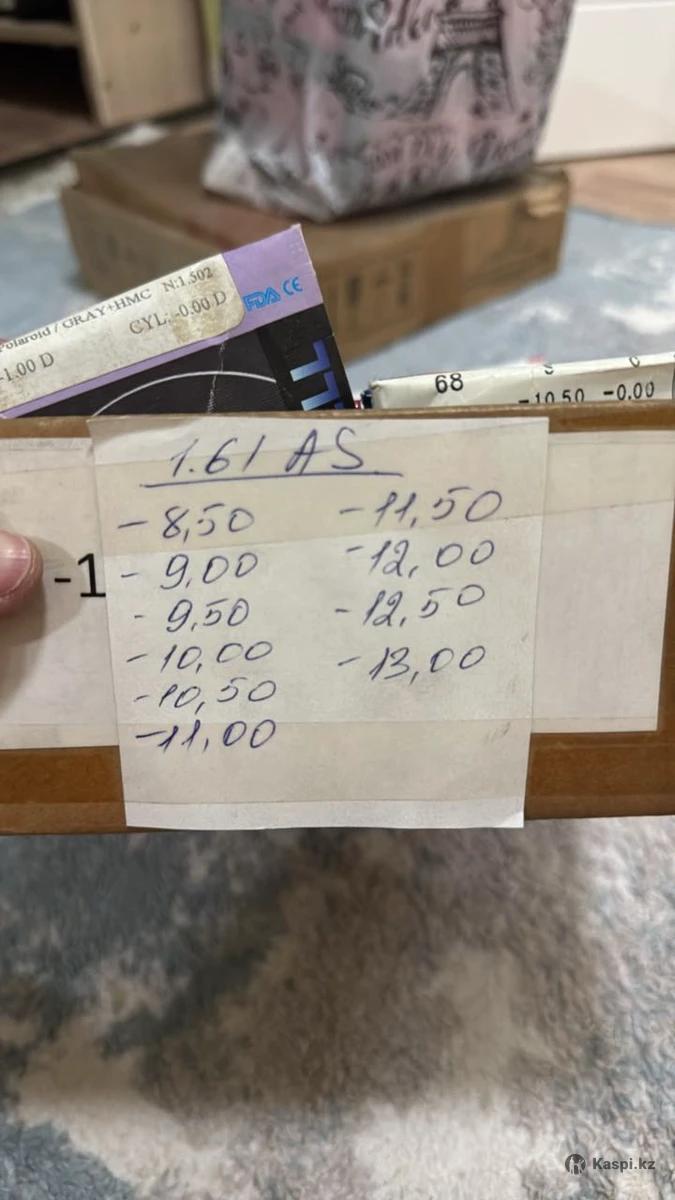 Polaroid / GRAY+HMC N:1.502
-1.00 D CYL: -0.00 D
FDA CE
68
-10.50 -0.00
1.61 AS
-8,50
-9,00
-9,50
-10,00
-10,50
-11,00
-11,50
-12,00
-12,50
-13,00
-1
Kaspi.kz